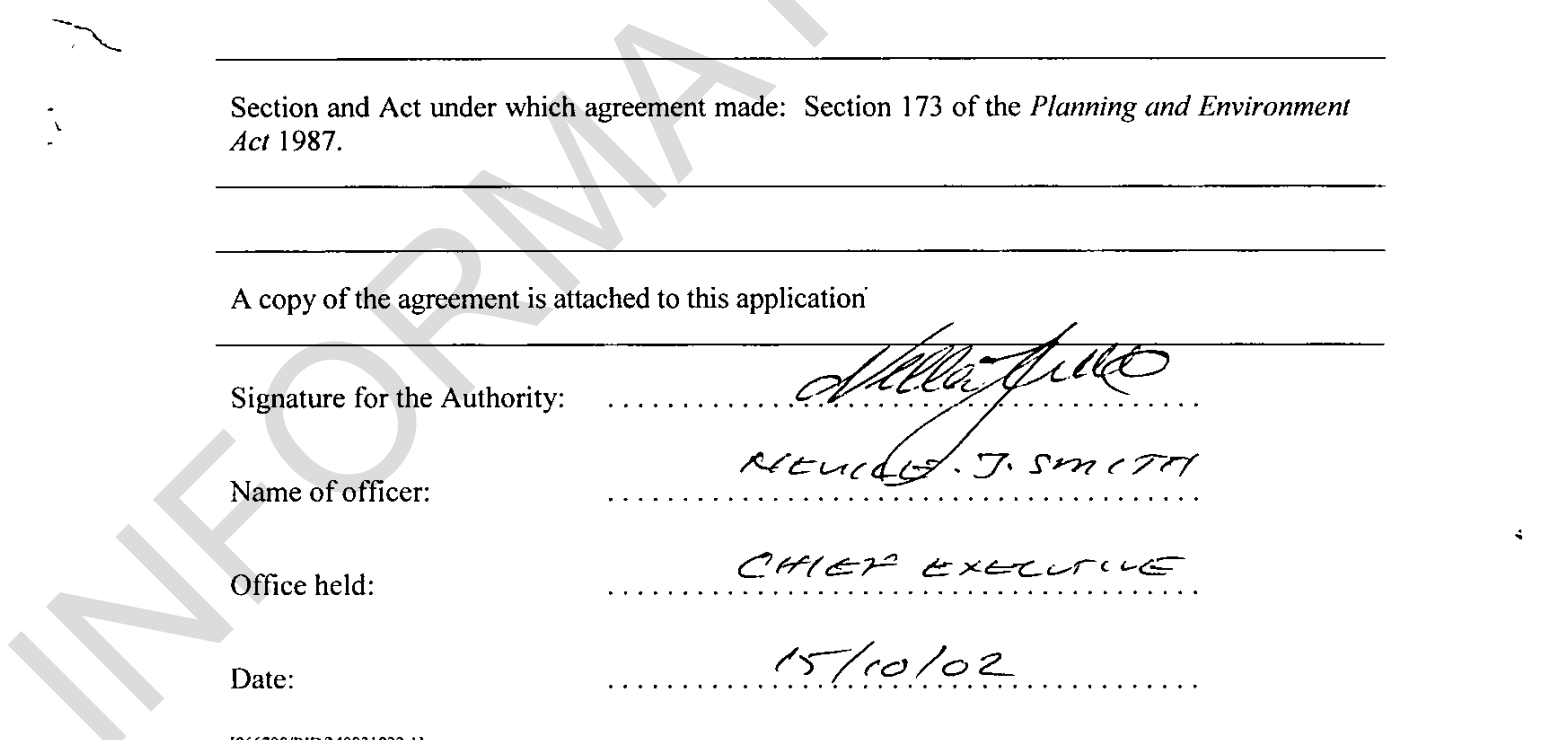 Section and Act under which agreement made: Section 173 of the Planning and Environment
Act 1987.
A copy of the agreement is attached to this application
Signature for the Authority:
Name of officer: J. SMITH
Office held: CHIEF EXECUTIVE
Date: 15/10/02
INFORMAT